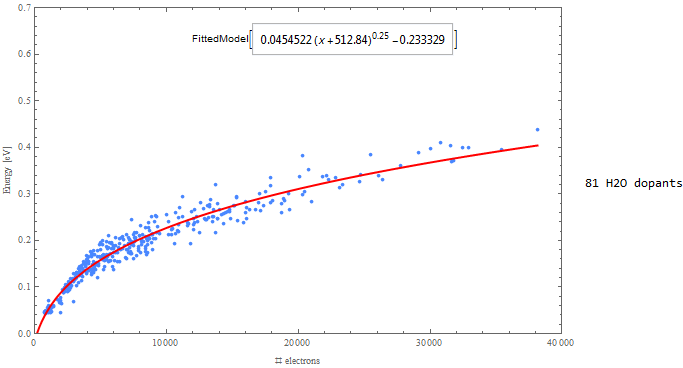 0.7
FittedModel[ 0.0454522 (x + 512.84)^0.25 − 0.233329 ]
0.6
0.5
0.4
0.3
0.2
0.1
0.0
Energy [eV]
81 H2O dopants
0 10000 20000 30000 40000
# electrons